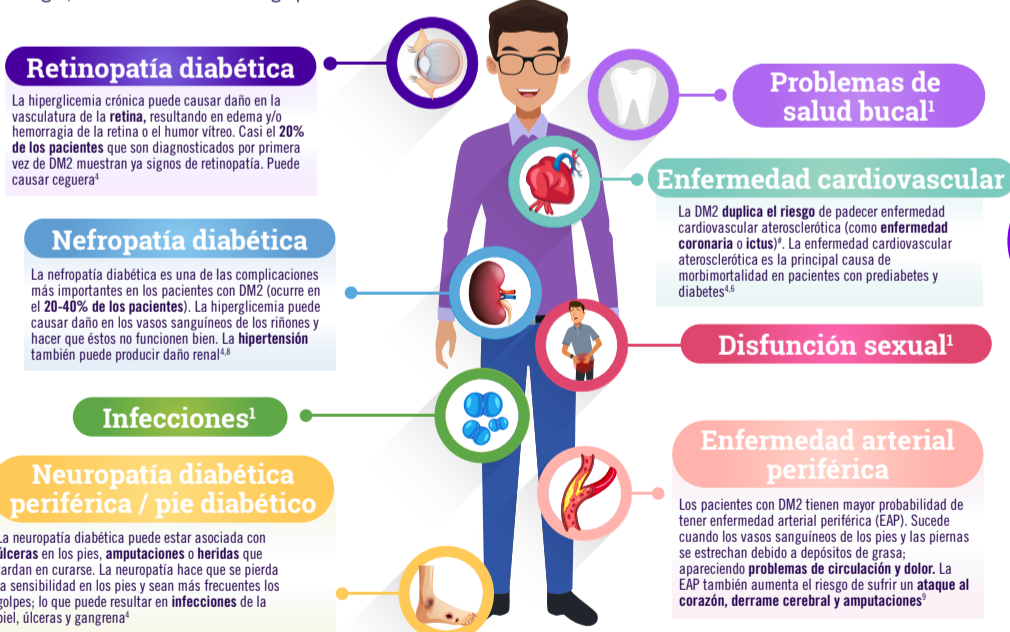 Retinopatía diabética
La hiperglicemia crónica puede causar daño en la
vasculatura de la retina, resultando en edema y/o
hemorragia de la retina o el humor vítreo. Casi el 20%
de los pacientes que son diagnosticados por primera
vez de DM2 muestran ya signos de retinopatía. Puede
causar ceguera⁴
Nefropatía diabética
La nefropatía diabética es una de las complicaciones
más importantes en los pacientes con DM2 (ocurre en
el 20-40% de los pacientes). La hiperglicemia puede
causar daño en los vasos sanguíneos de los riñones y
hacer que éstos no funcionen bien. La hipertensión
también puede producir daño renal⁴,⁸
Infecciones¹
Neuropatía diabética
periférica / pie diabético
La neuropatía diabética puede estar asociada con
úlceras en los pies, amputaciones o heridas que
tardan en curarse. La neuropatía hace que se pierda
la sensibilidad en los pies y sean más frecuentes los
golpes; lo que puede resultar en infecciones de la
piel, úlceras y gangrena⁴
Problemas de
salud bucal¹
Enfermedad cardiovascular
La DM2 duplica el riesgo de padecer enfermedad
cardiovascular aterosclerótica (como enfermedad
coronaria o ictus)#. La enfermedad cardiovascular
aterosclerótica es la principal causa de
morbimortalidad en pacientes con prediabetes y
diabetes⁴,⁶
Disfunción sexual¹
Enfermedad arterial
periférica
Los pacientes con DM2 tienen mayor probabilidad de
tener enfermedad arterial periférica (EAP). Sucede
cuando los vasos sanguíneos de los pies y las piernas
se estrechan debido a depósitos de grasa;
apareciendo problemas de circulación y dolor. La
EAP también aumenta el riesgo de sufrir un ataque al
corazón, derrame cerebral y amputaciones⁹